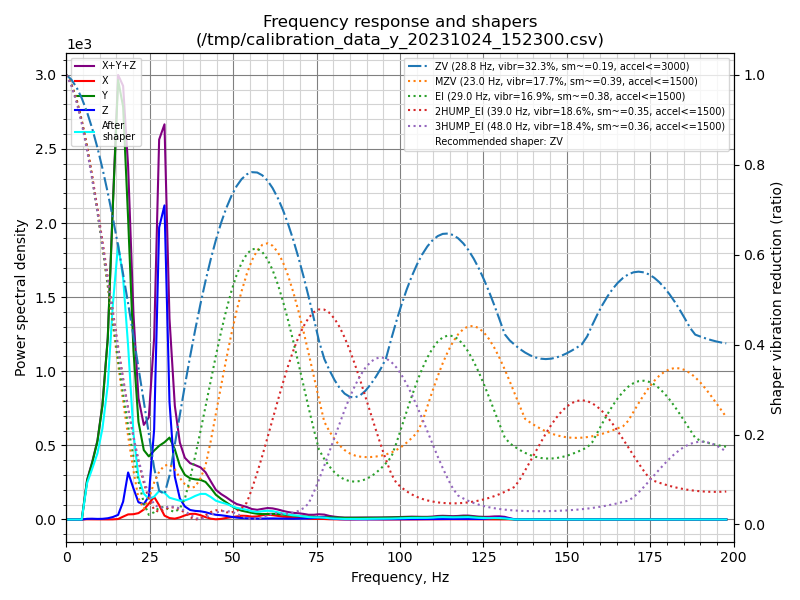 Frequency response and shapers
(/tmp/calibration_data_y_20231024_152300.csv)
1e3
X+Y+Z
X
Y
Z
After
shaper
ZV (28.8 Hz, vibr=32.3%, sm~=0.19, accel<=3000)
MZV (23.0 Hz, vibr=17.7%, sm~=0.39, accel<=1500)
EI (29.0 Hz, vibr=16.9%, sm~=0.38, accel<=1500)
2HUMP_EI (39.0 Hz, vibr=18.6%, sm~=0.35, accel<=1500)
3HUMP_EI (48.0 Hz, vibr=18.4%, sm~=0.36, accel<=1500)
Recommended shaper: ZV
Power spectral density
3.0
2.5
2.0
1.5
1.0
0.5
0.0
1.0
0.8
0.6
0.4
0.2
0.0
Shaper vibration reduction (ratio)
0 25 50 75 100 125 150 175 200
Frequency, Hz